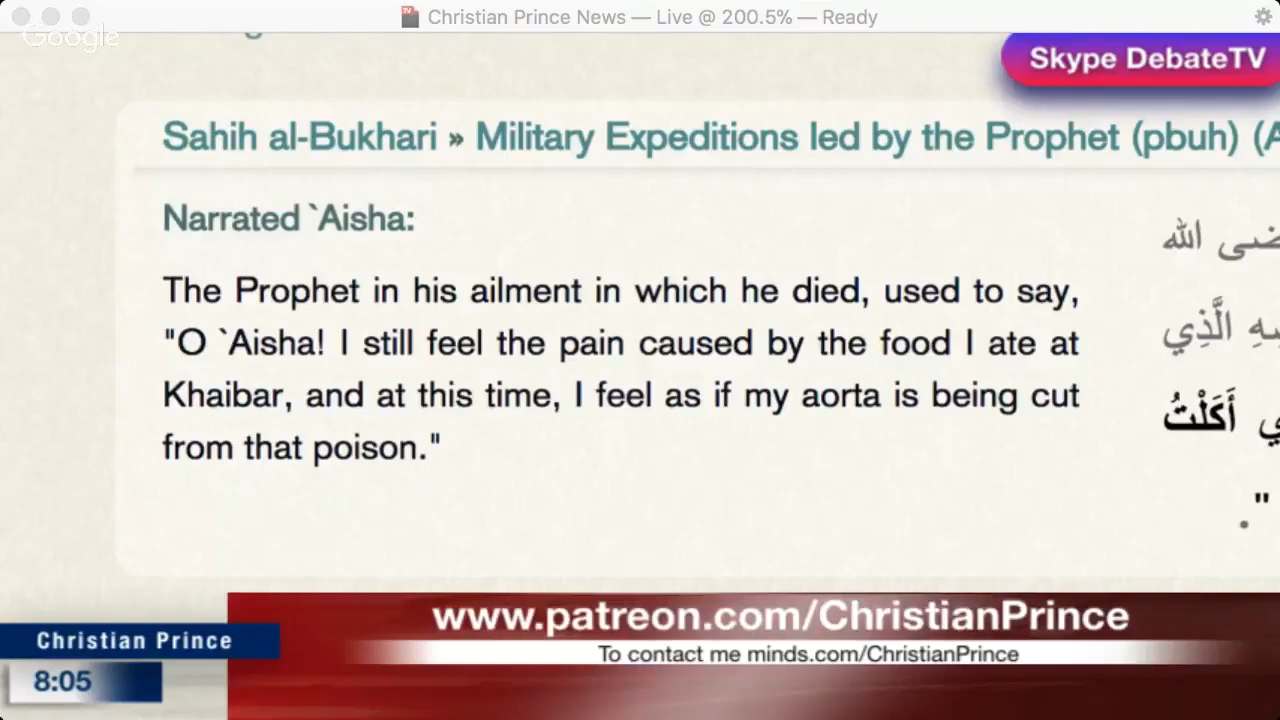 Christian Prince News — Live @ 200.5% — Ready
Google
Skype DebateTV
Sahih al-Bukhari » Military Expeditions led by the Prophet (pbuh) (A
Narrated `Aisha:
The Prophet in his ailment in which he died, used to say,
"O `Aisha! I still feel the pain caused by the food I ate at
Khaibar, and at this time, I feel as if my aorta is being cut
from that poison."
الله
الَّذِي
أَكَلْتُ
".
www.patreon.com/ChristianPrince
To contact me minds.com/ChristianPrince
Christian Prince
8:05